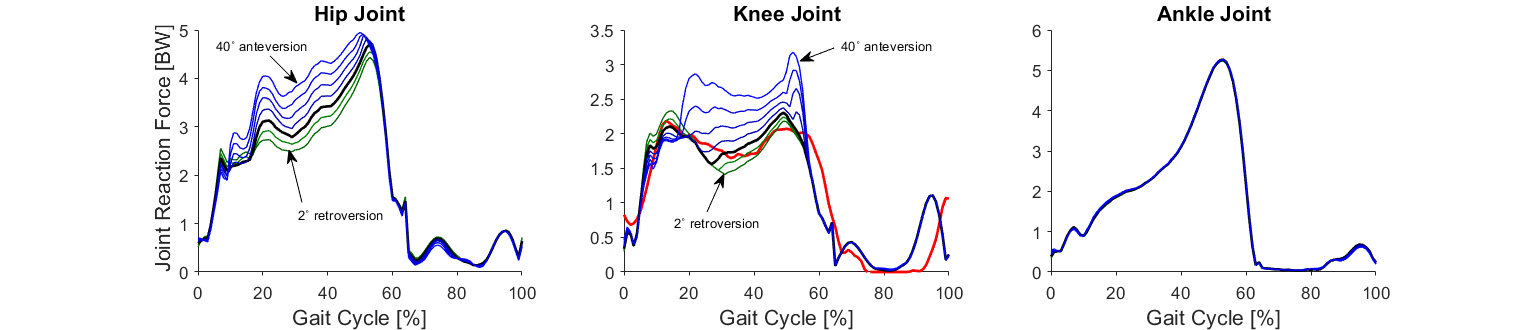 Hip Joint
Joint Reaction Force [BW]
5
4
3
2
1
0
40° anteversion
2° retroversion
0 20 40 60 80 100
Gait Cycle [%]
Knee Joint
3.5
3
2.5
2
1.5
1
0.5
0
40° anteversion
2° retroversion
0 20 40 60 80 100
Gait Cycle [%]
Ankle Joint
6
5
4
3
2
1
0
0 20 40 60 80 100
Gait Cycle [%]